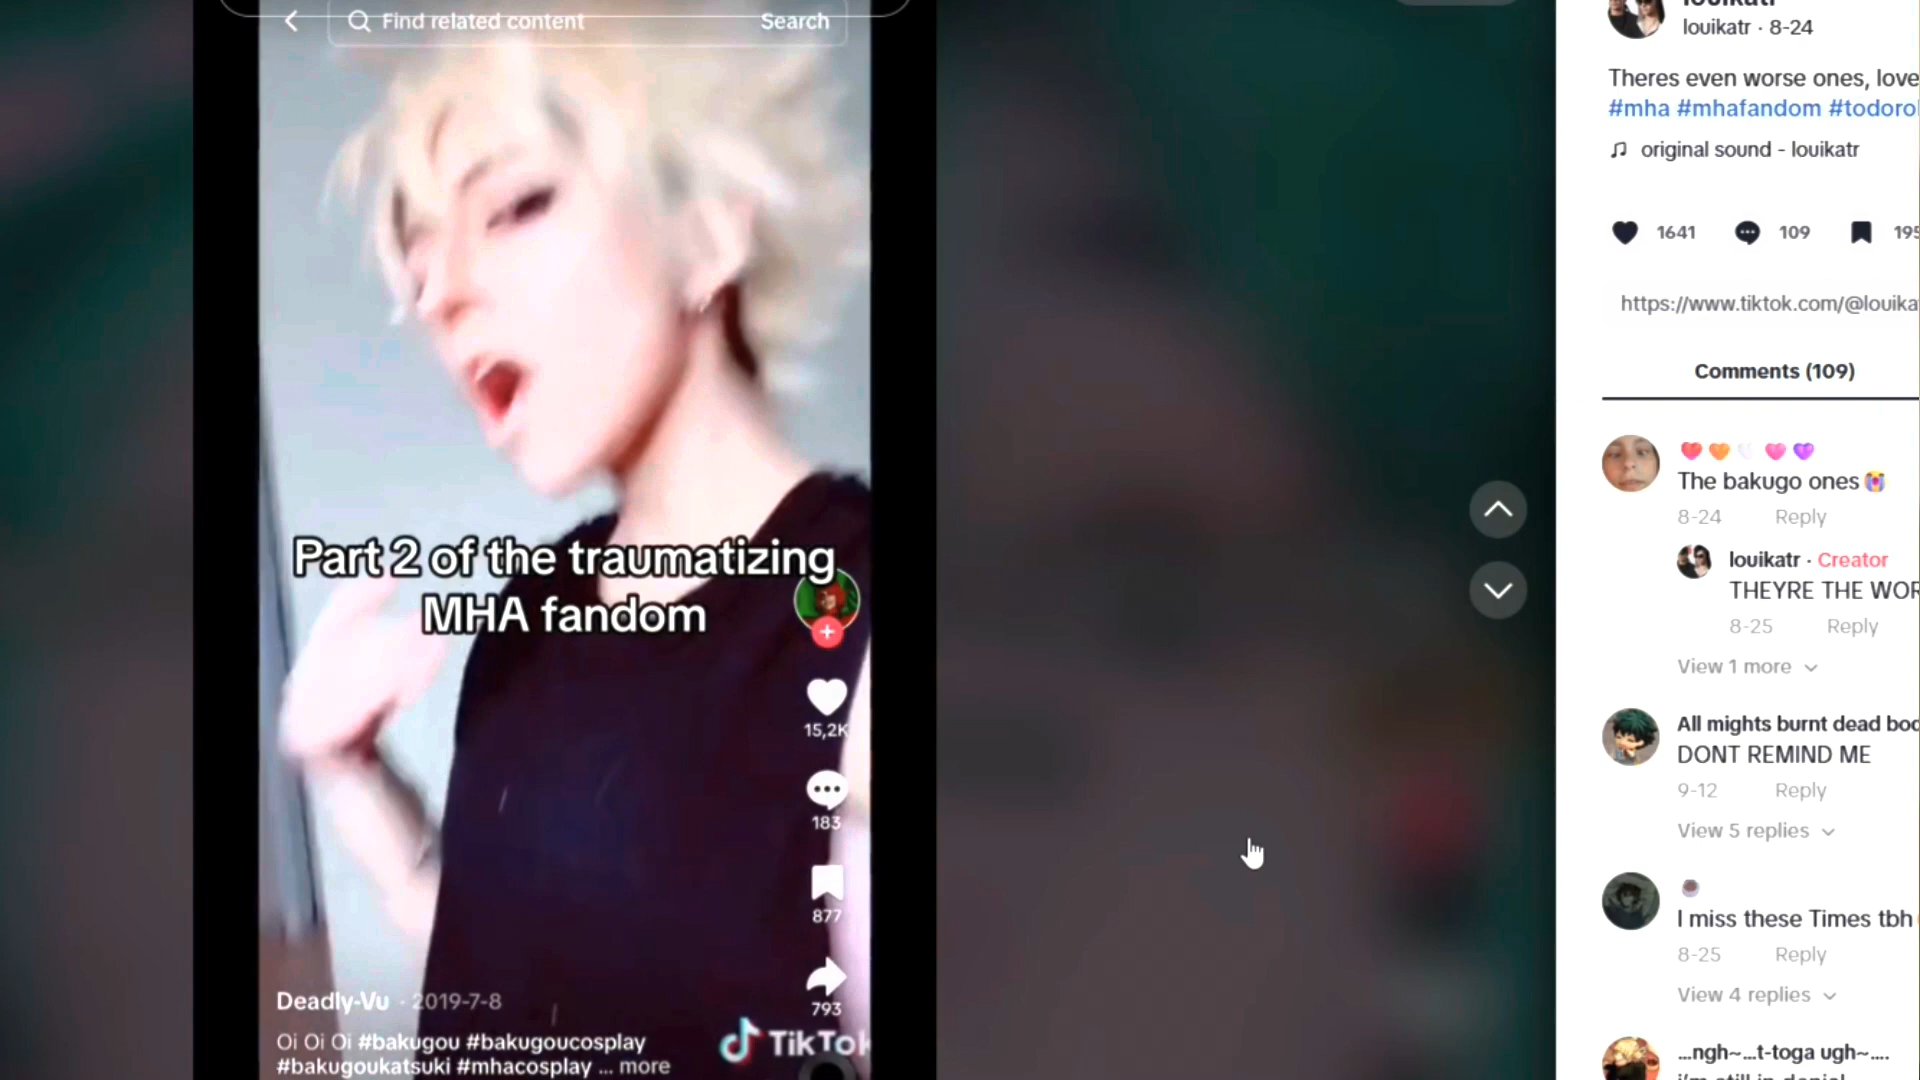 Find related content
Search
Part 2 of the traumatizing
MHA fandom
15,2K
183
877
793
Deadly-Vu · 2019-7-8
Oi Oi Oi #bakugou #bakugoucosplay
#bakugoukatsuki #mhacosplay ... more
TikTok
louikatr
louikatr · 8-24
Theres even worse ones, love
#mha #mhafandom #todoro
original sound - louikatr
1641
109
195
https://www.tiktok.com/@louika
Comments (109)
The bakugo ones
8-24 Reply
louikatr · Creator
THEYRE THE WOR
8-25 Reply
View 1 more
All mights burnt dead bod
DONT REMIND ME
9-12 Reply
View 5 replies
I miss these Times tbh
8-25 Reply
View 4 replies
...ngh~...t-toga ugh~....
i'm still in denial